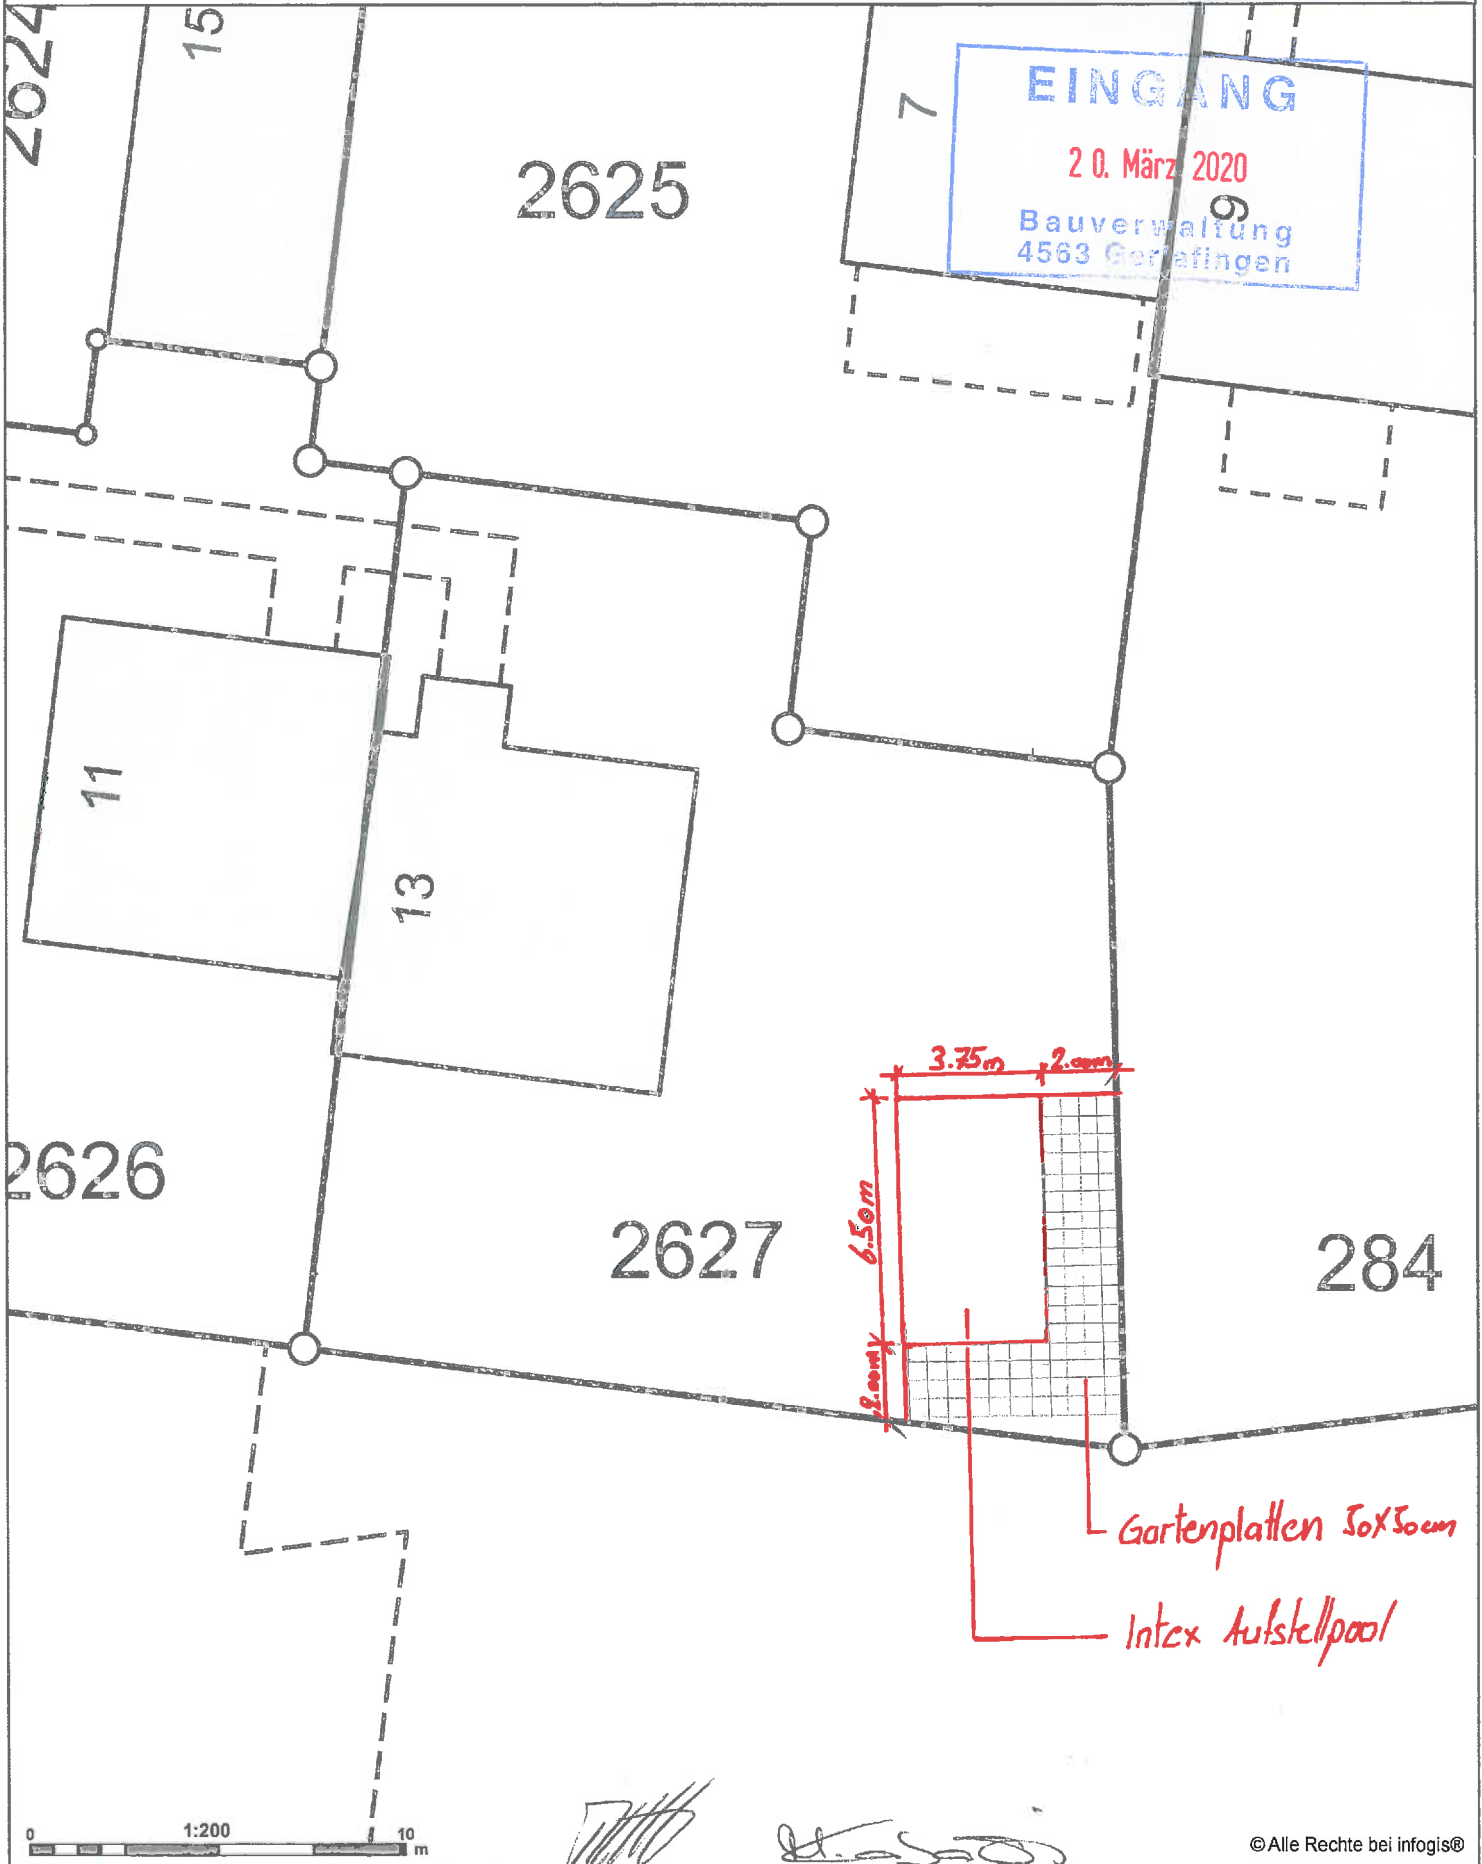 2624
15
2625
7
EINGANG
20. März 2020
9
Bauverwaltung
4563 Gerlafingen
11
13
3.75m
2.00m
6.50m
2.00m
2626
2627
284
Gartenplatten 50x50cm
Intex Aufstellpool
0
1:200
10
m
©Alle Rechte bei infogis®